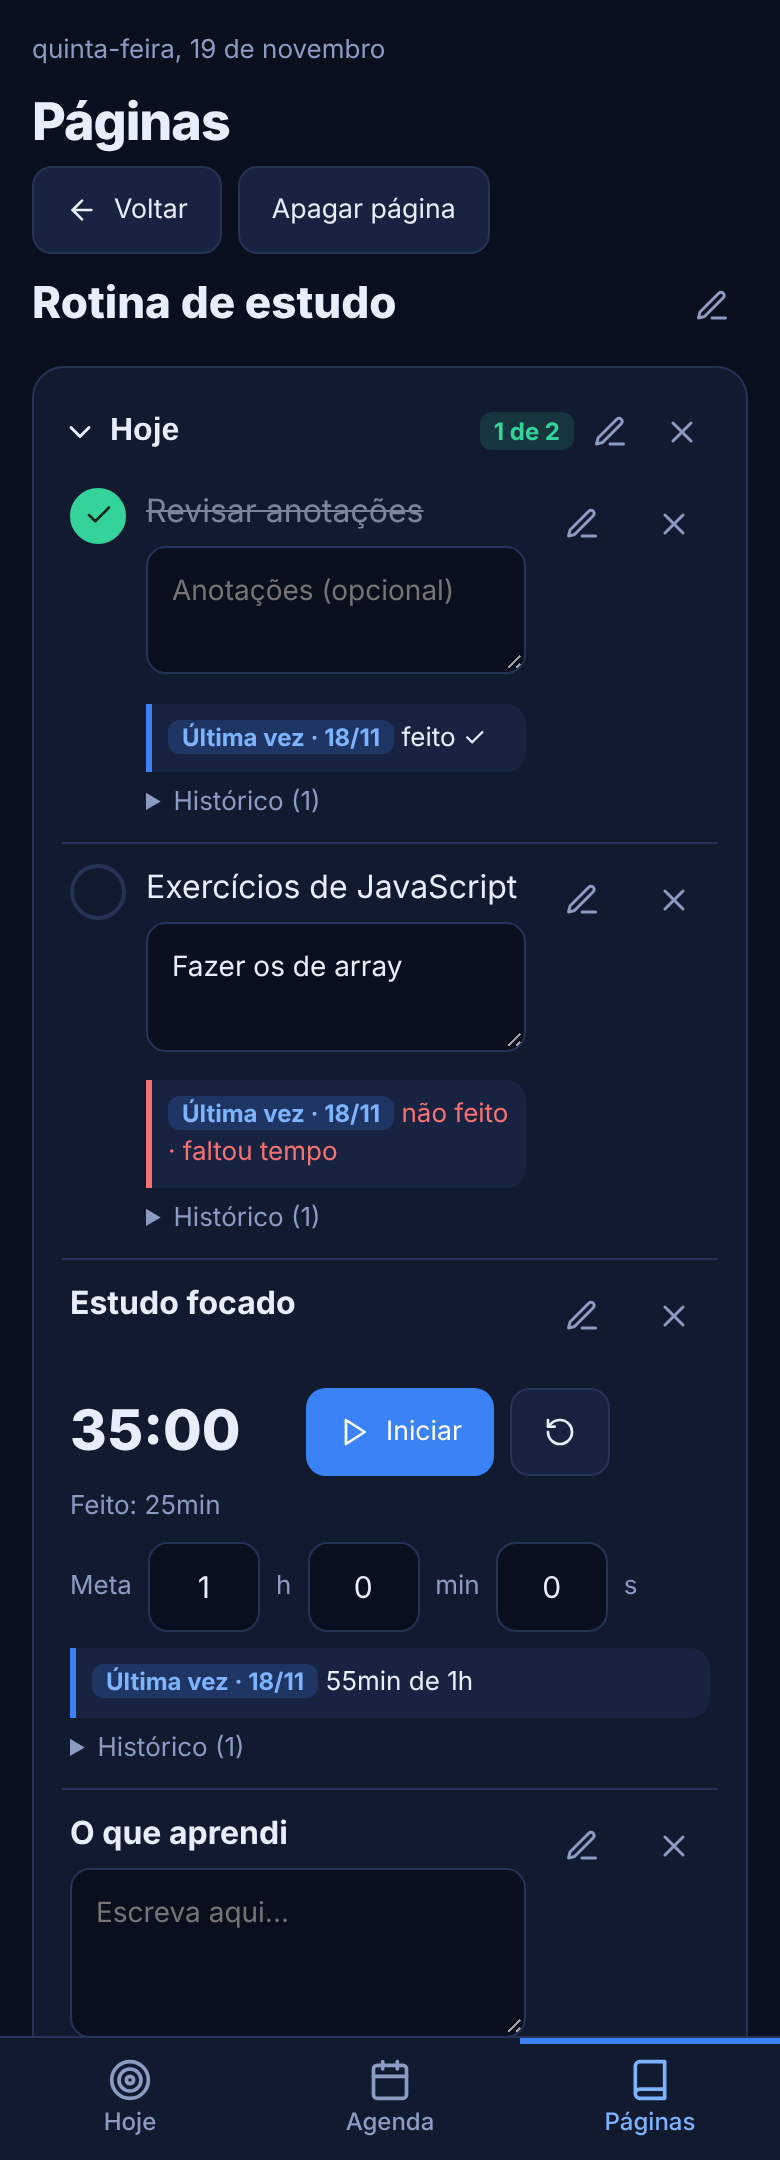 quinta-feira, 19 de novembro
Páginas
Voltar
Apagar página
Rotina de estudo
Hoje
1 de 2
Revisar anotações
Anotações (opcional)
Última vez · 18/11 feito ✓
Histórico (1)
Exercícios de JavaScript
Fazer os de array
Última vez · 18/11 não feito
· faltou tempo
Histórico (1)
Estudo focado
35:00
Iniciar
Feito: 25min
Meta 1 h 0 min 0 s
Última vez · 18/11 55min de 1h
Histórico (1)
O que aprendi
Escreva aqui...
Hoje
Agenda
Páginas